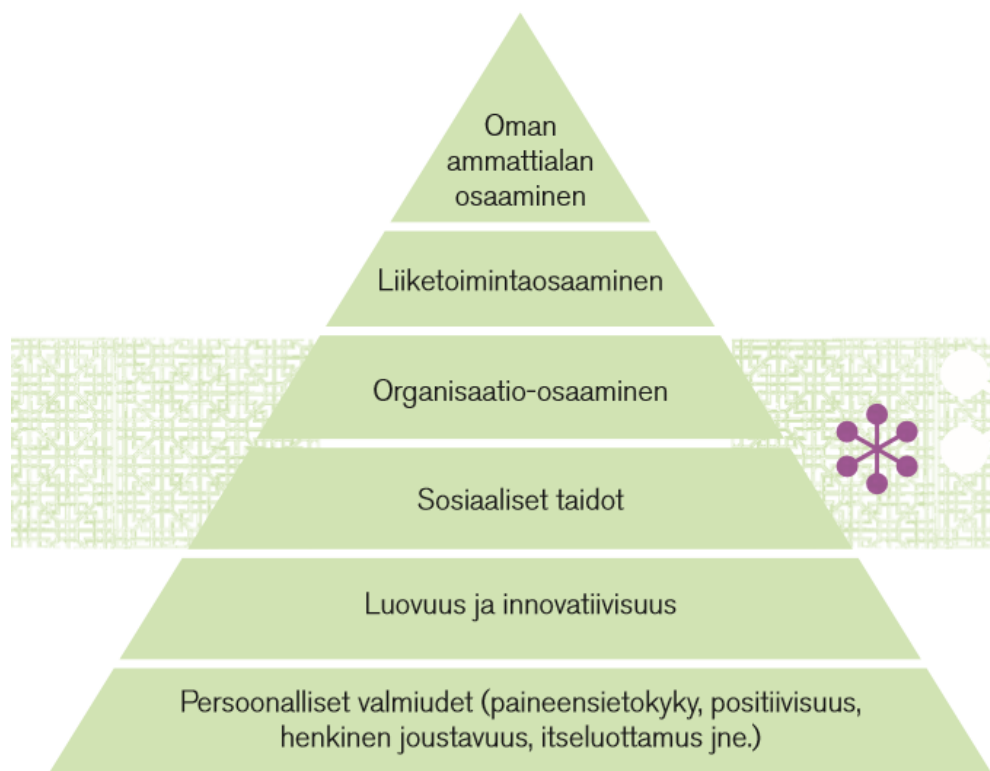 Oman
ammattialan
osaaminen
Liiketoimintaosaaminen
Organisaatio-osaaminen
Sosiaaliset taidot
Luovuus ja innovatiivisuus
Persoonalliset valmiudet (paineensietokyky, positiivisuus,
henkinen joustavuus, itseluottamus jne.)